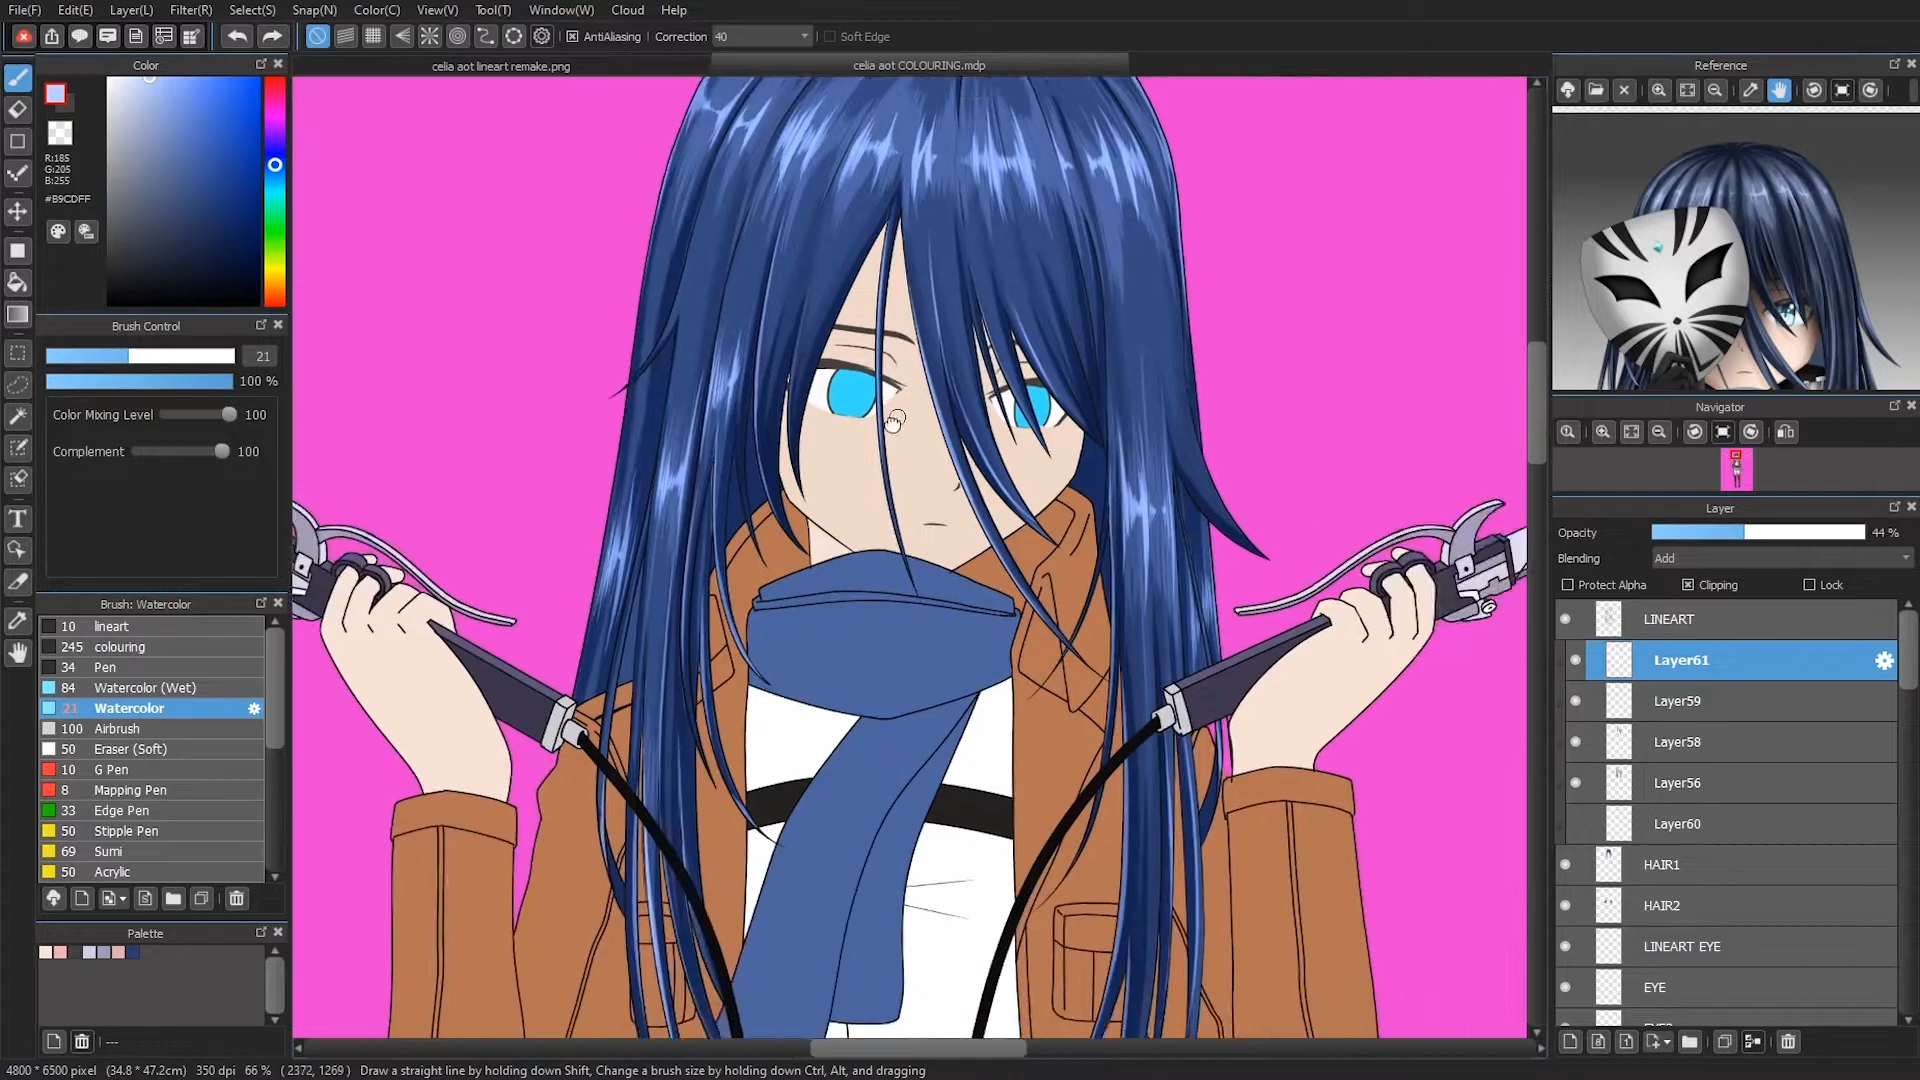 File(F) Edit(E) Layer(L) Filter(R) Select(S) Snap(N) Color(C) View(V) Tool(T) Window(W) Cloud Help
AntiAliasing Correction 40 Soft Edge
Color
celia aot lineart remake.png
celia aot COLOURING.mdp
Reference
R:185
G:205
B:255
#B9CDFF
Brush Control
21
100 %
Color Mixing Level 100
Complement 100
Brush: Watercolor
10 lineart
245 colouring
34 Pen
84 Watercolor (Wet)
21 Watercolor
100 Airbrush
50 Eraser (Soft)
10 G Pen
8 Mapping Pen
33 Edge Pen
50 Stipple Pen
69 Sumi
50 Acrylic
Palette
---
Navigator
Layer
Opacity 44 %
Blending Add
Protect Alpha Clipping Lock
LINEART
Layer61
Layer59
Layer58
Layer56
Layer60
HAIR1
HAIR2
LINEART EYE
EYE
4800 * 6500 pixel (34.8 * 47.2cm) 350 dpi 66 % ( 2372, 1269 ) Draw a straight line by holding down Shift, Change a brush size by holding down Ctrl, Alt, and dragging